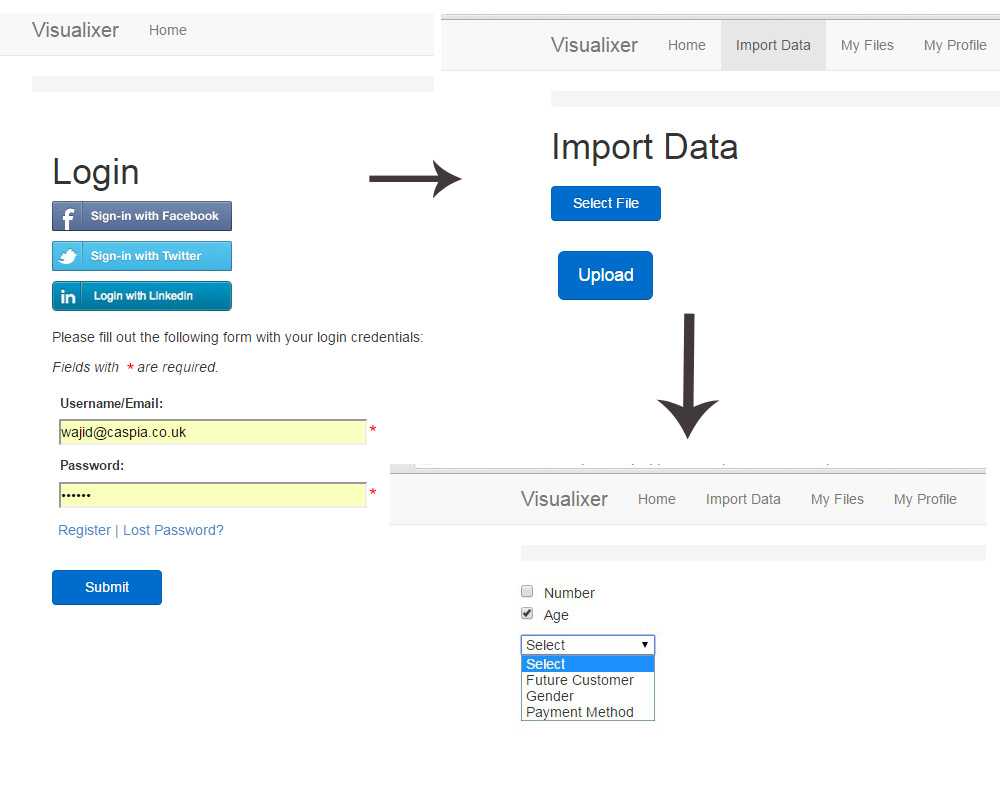 Visualixer Home
Login
Sign-in with Facebook
Sign-in with Twitter
in Login with Linkedin
Please fill out the following form with your login credentials:
Fields with * are required.
Username/Email:
wajid@caspia.co.uk *
Password:
•••••• *
Register | Lost Password?
Submit
Visualixer Home Import Data My Files My Profile
Import Data
Select File
Upload
Visualixer Home Import Data My Files My Profile
Number
Age
Select
Select
Future Customer
Gender
Payment Method